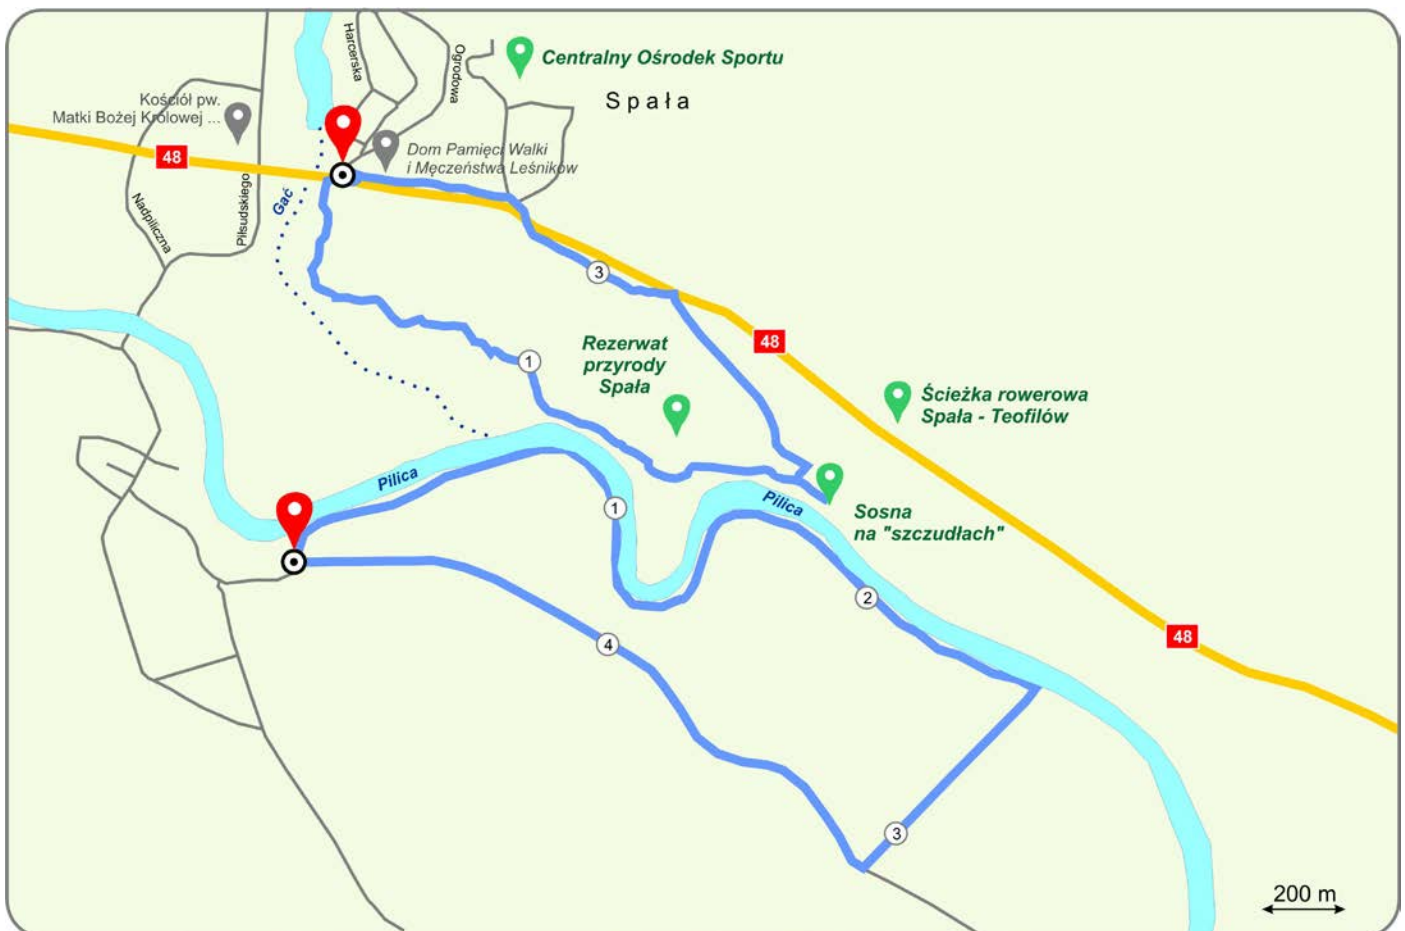 Harcerska
Ogrodowa
Centralny Ośrodek Sportu
Spała
Kościół pw.
Matki Bożej Królowej ...
48
Dom Pamięci Walki
i Męczeństwa Leśników
Gać
Nadpiliczna
Piłsudskiego
3
48
Rezerwat
przyrody
Spała
1
Ścieżka rowerowa
Spała - Teofilów
Pilica
Pilica
1
Sosna
na "szczudłach"
2
48
4
3
200 m